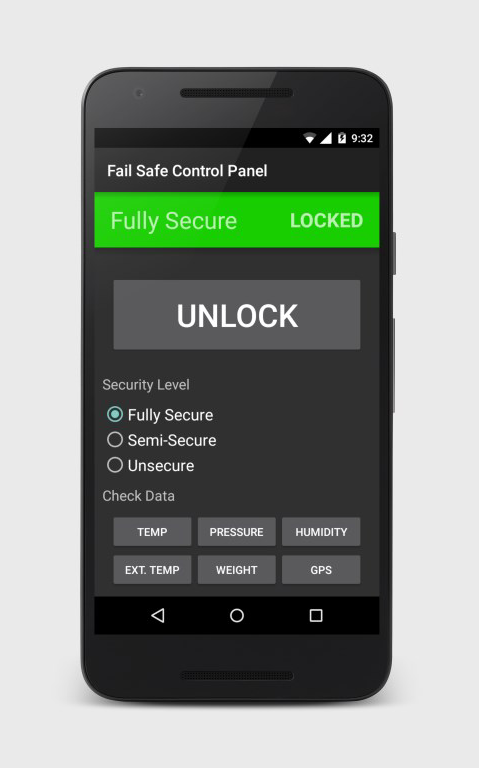 9:32
Fail Safe Control Panel
Fully Secure LOCKED
UNLOCK
Security Level
Fully Secure
Semi-Secure
Unsecure
Check Data
TEMP PRESSURE HUMIDITY
EXT. TEMP WEIGHT GPS